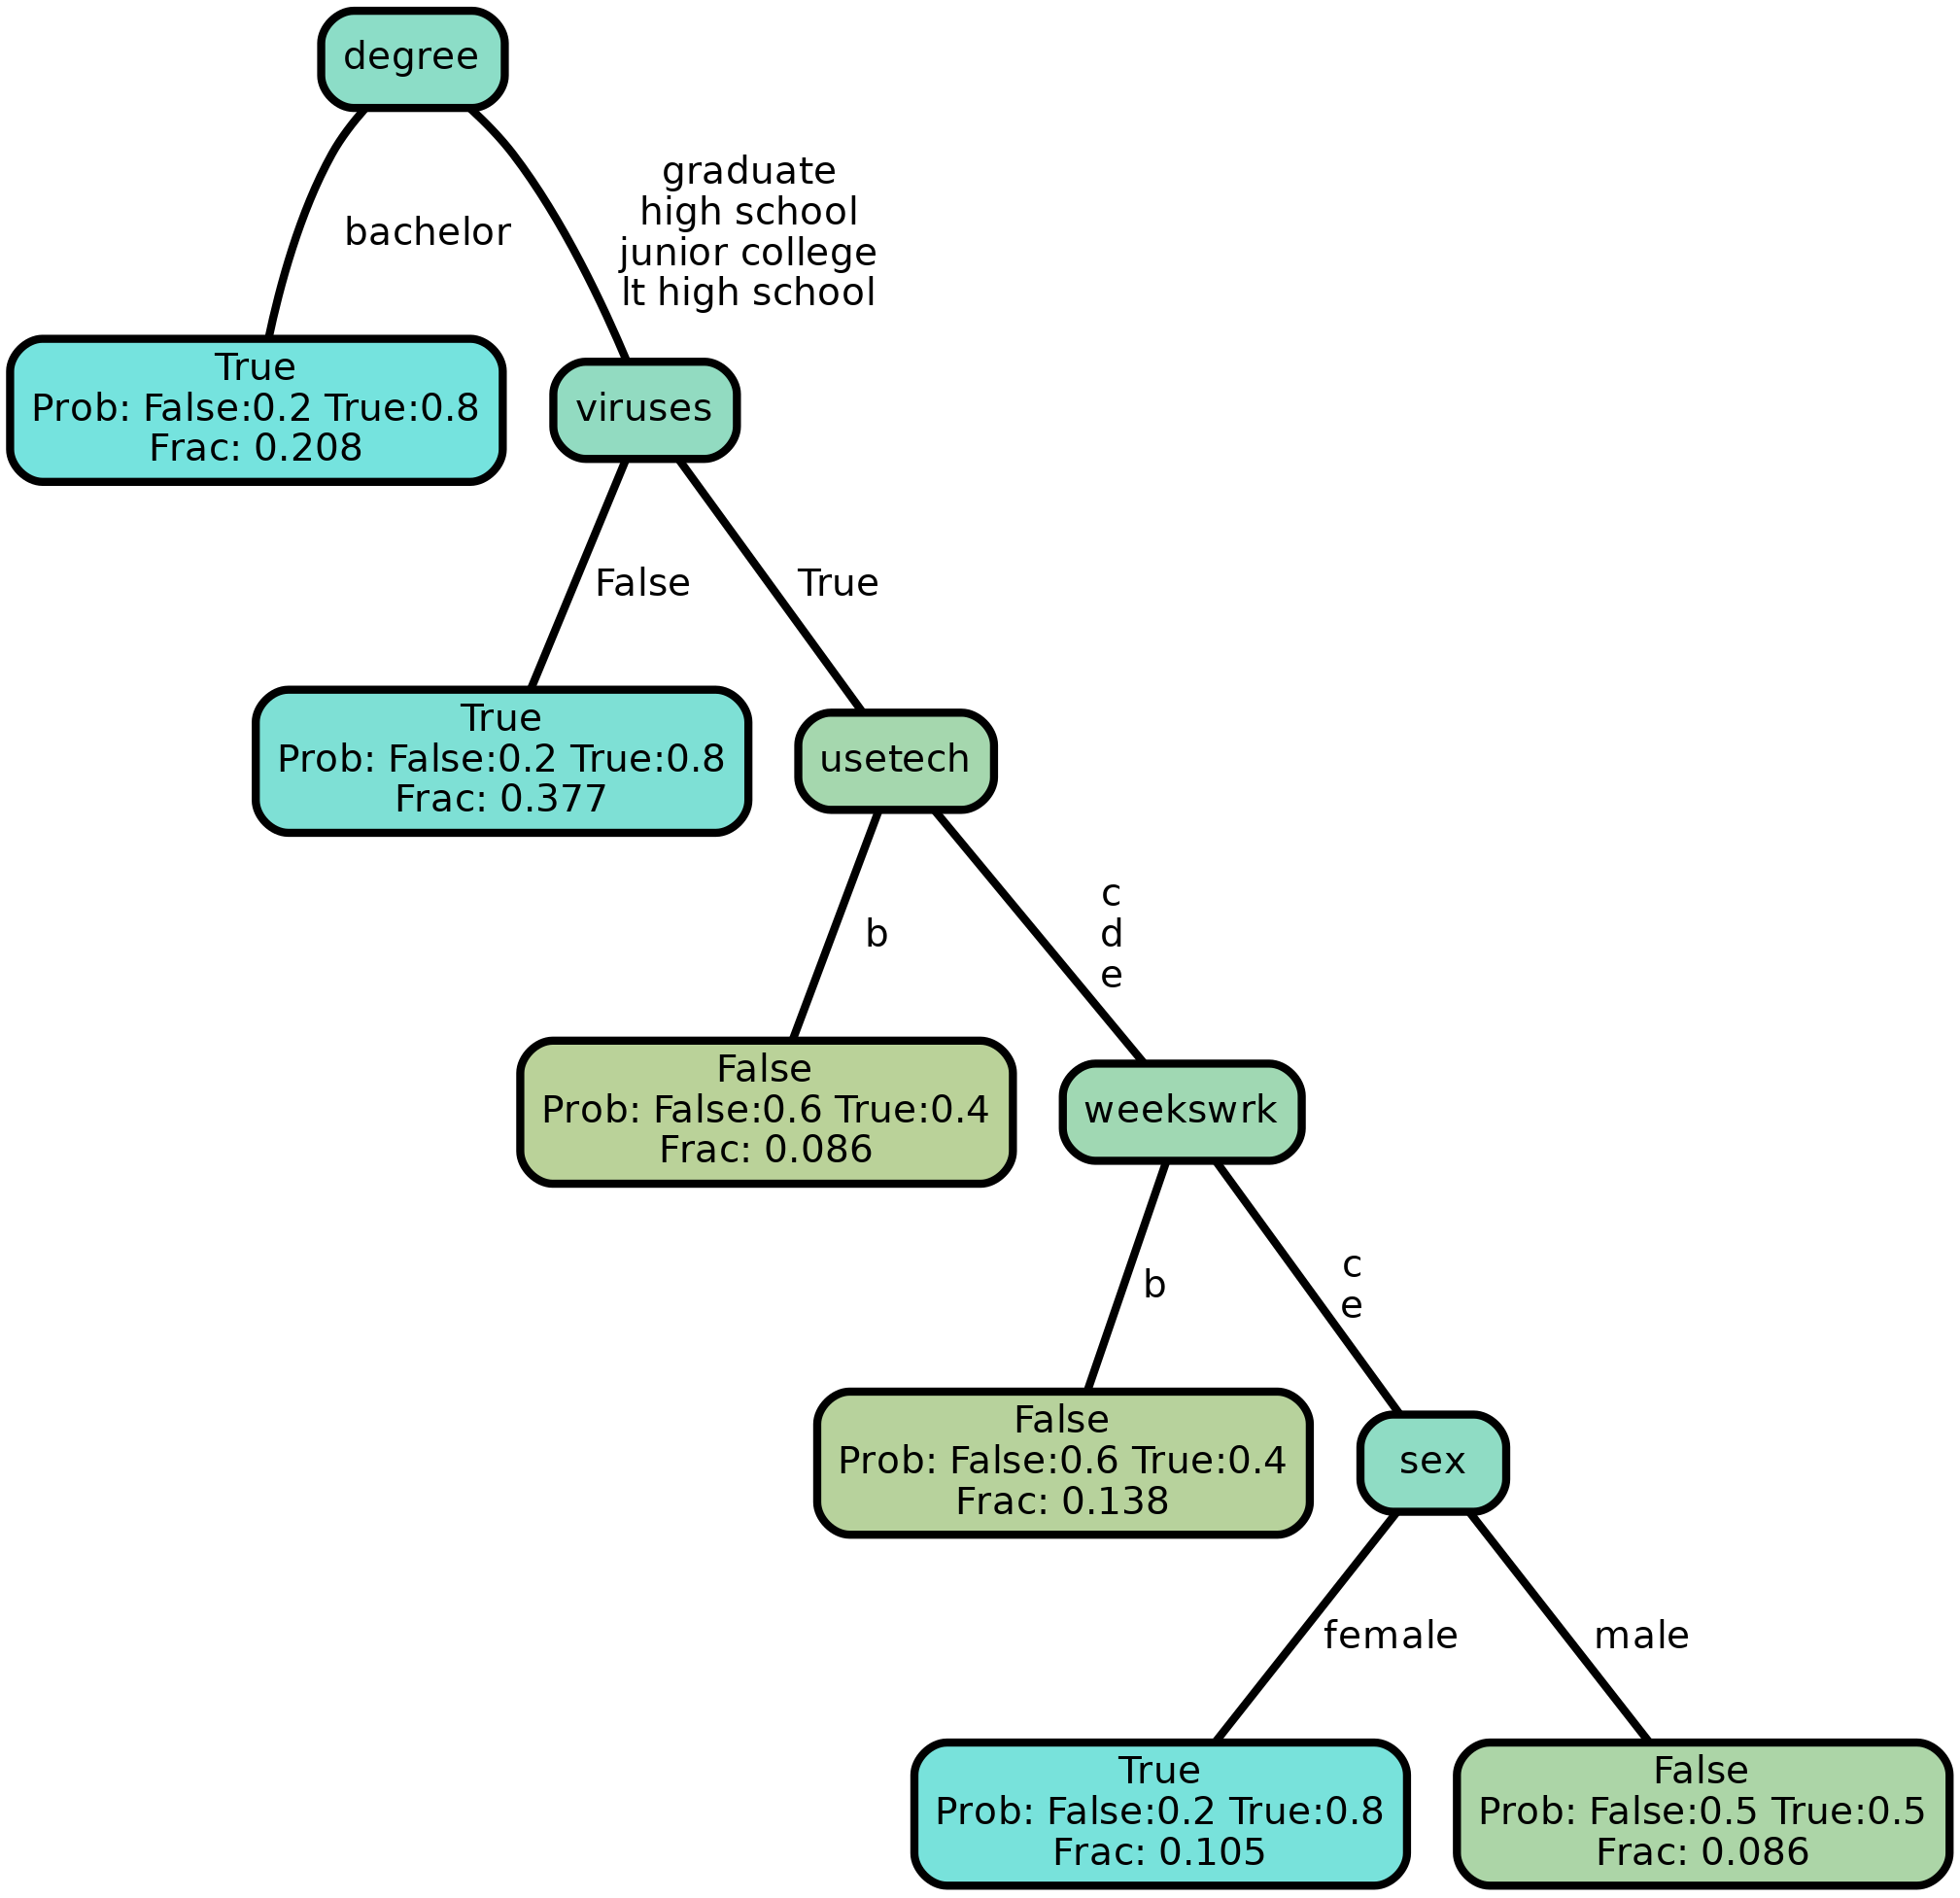 degree
bachelor
graduate
high school
junior college
lt high school
True
Prob: False:0.2 True:0.8
Frac: 0.208
viruses
False
True
True
Prob: False:0.2 True:0.8
Frac: 0.377
usetech
b
c
d
e
False
Prob: False:0.6 True:0.4
Frac: 0.086
weekswrk
b
c
e
False
Prob: False:0.6 True:0.4
Frac: 0.138
sex
female
male
True
Prob: False:0.2 True:0.8
Frac: 0.105
False
Prob: False:0.5 True:0.5
Frac: 0.086